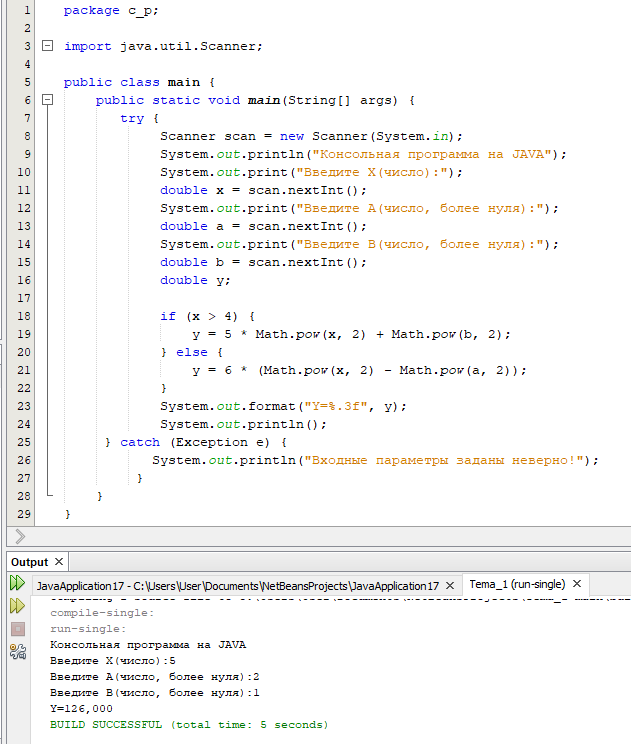 1 package c_p;
2
3 import java.util.Scanner;
4
5 public class main {
6 public static void main(String[] args) {
7 try {
8 Scanner scan = new Scanner(System.in);
9 System.out.println("Консольная программа на JAVA");
10 System.out.print("Введите X(число):");
11 double x = scan.nextInt();
12 System.out.print("Введите A(число, более нуля):");
13 double a = scan.nextInt();
14 System.out.print("Введите B(число, более нуля):");
15 double b = scan.nextInt();
16 double y;
17
18 if (x > 4) {
19 y = 5 * Math.pow(x, 2) + Math.pow(b, 2);
20 } else {
21 y = 6 * (Math.pow(x, 2) - Math.pow(a, 2));
22 }
23 System.out.format("Y=%.3f", y);
24 System.out.println();
25 } catch (Exception e) {
26 System.out.println("Входные параметры заданы неверно!");
27 }
28 }
29 }
Output
JavaApplication17 - C:\Users\User\Documents\NetBeansProjects\JavaApplication17 Tema_1 (run-single)
compile-single:
run-single:
Консольная программа на JAVA
Введите X(число):5
Введите A(число, более нуля):2
Введите B(число, более нуля):1
Y=126,000
BUILD SUCCESSFUL (total time: 5 seconds)